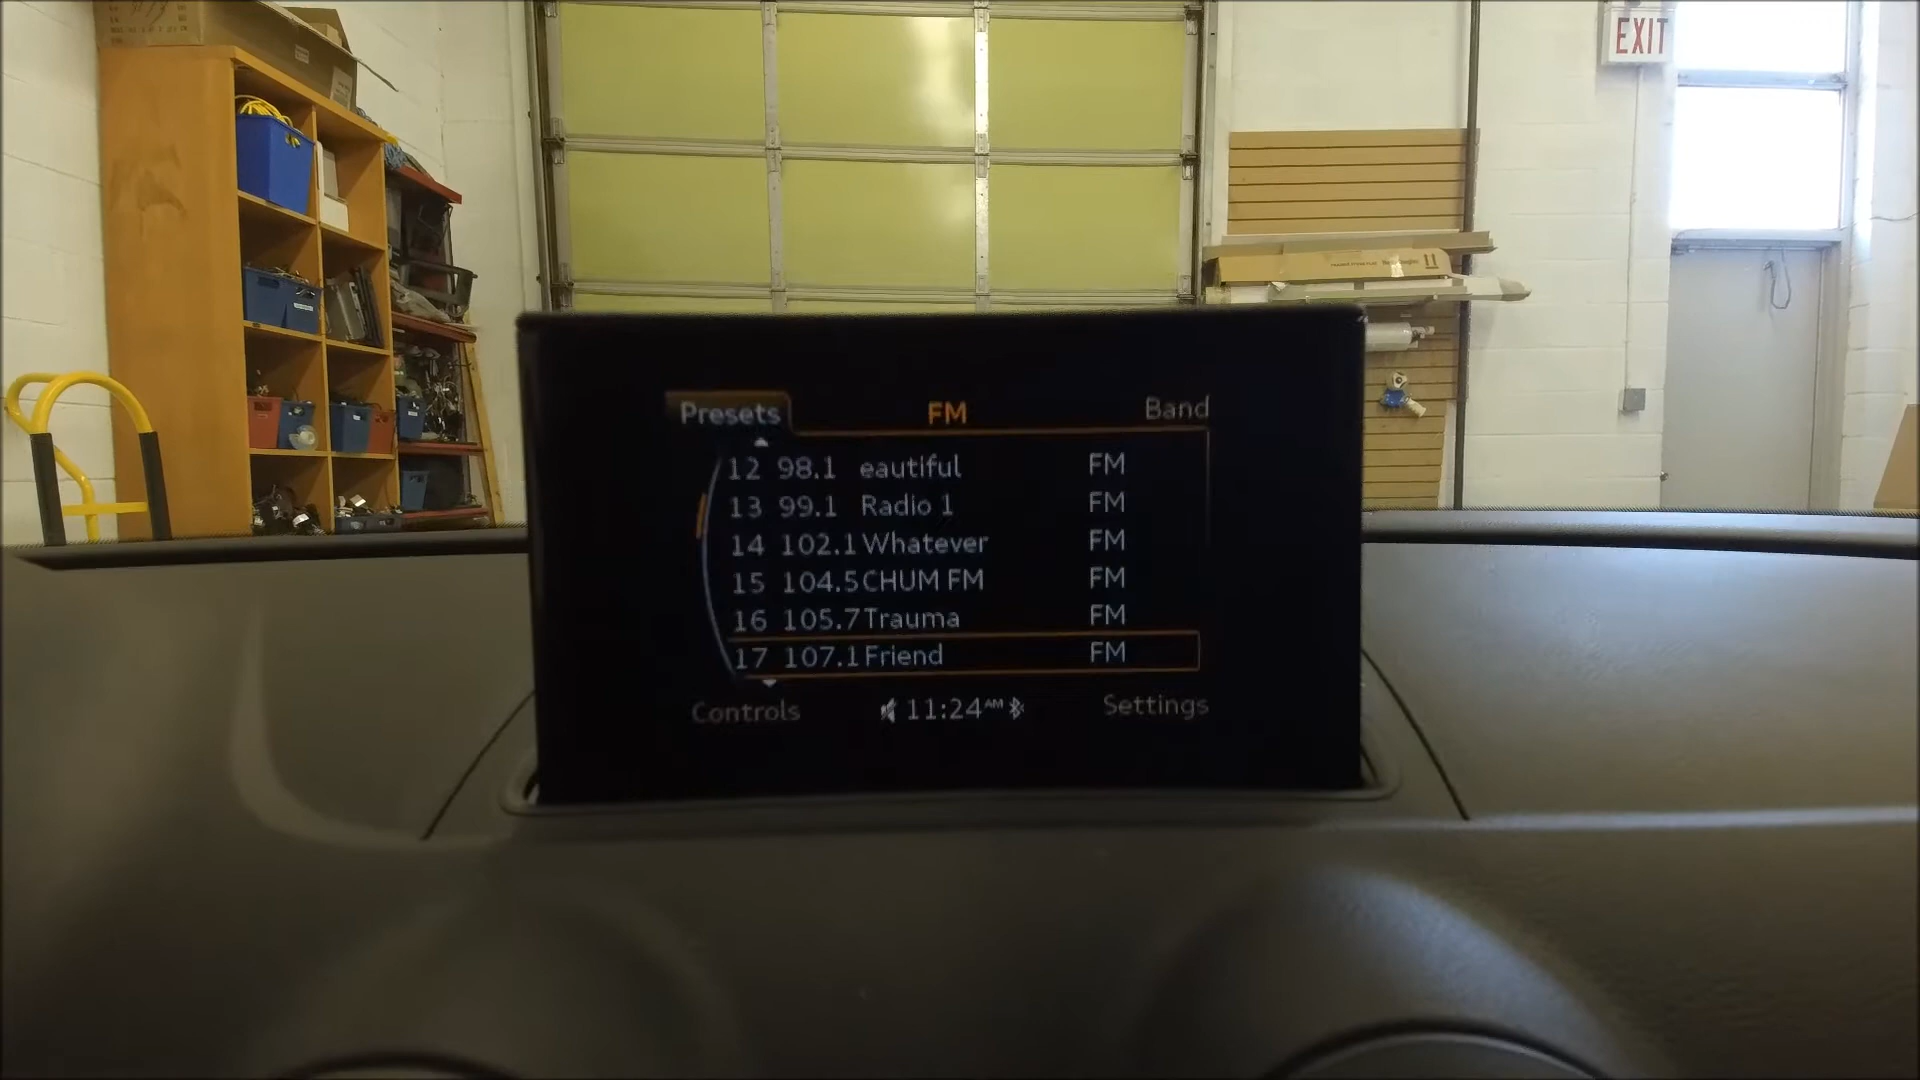 EXIT
11
Presets FM Band
12 98.1 eautiful FM
13 99.1 Radio 1 FM
14 102.1 Whatever FM
15 104.5 CHUM FM FM
16 105.7 Trauma FM
17 107.1 Friend FM
Controls 11:24 AM Settings